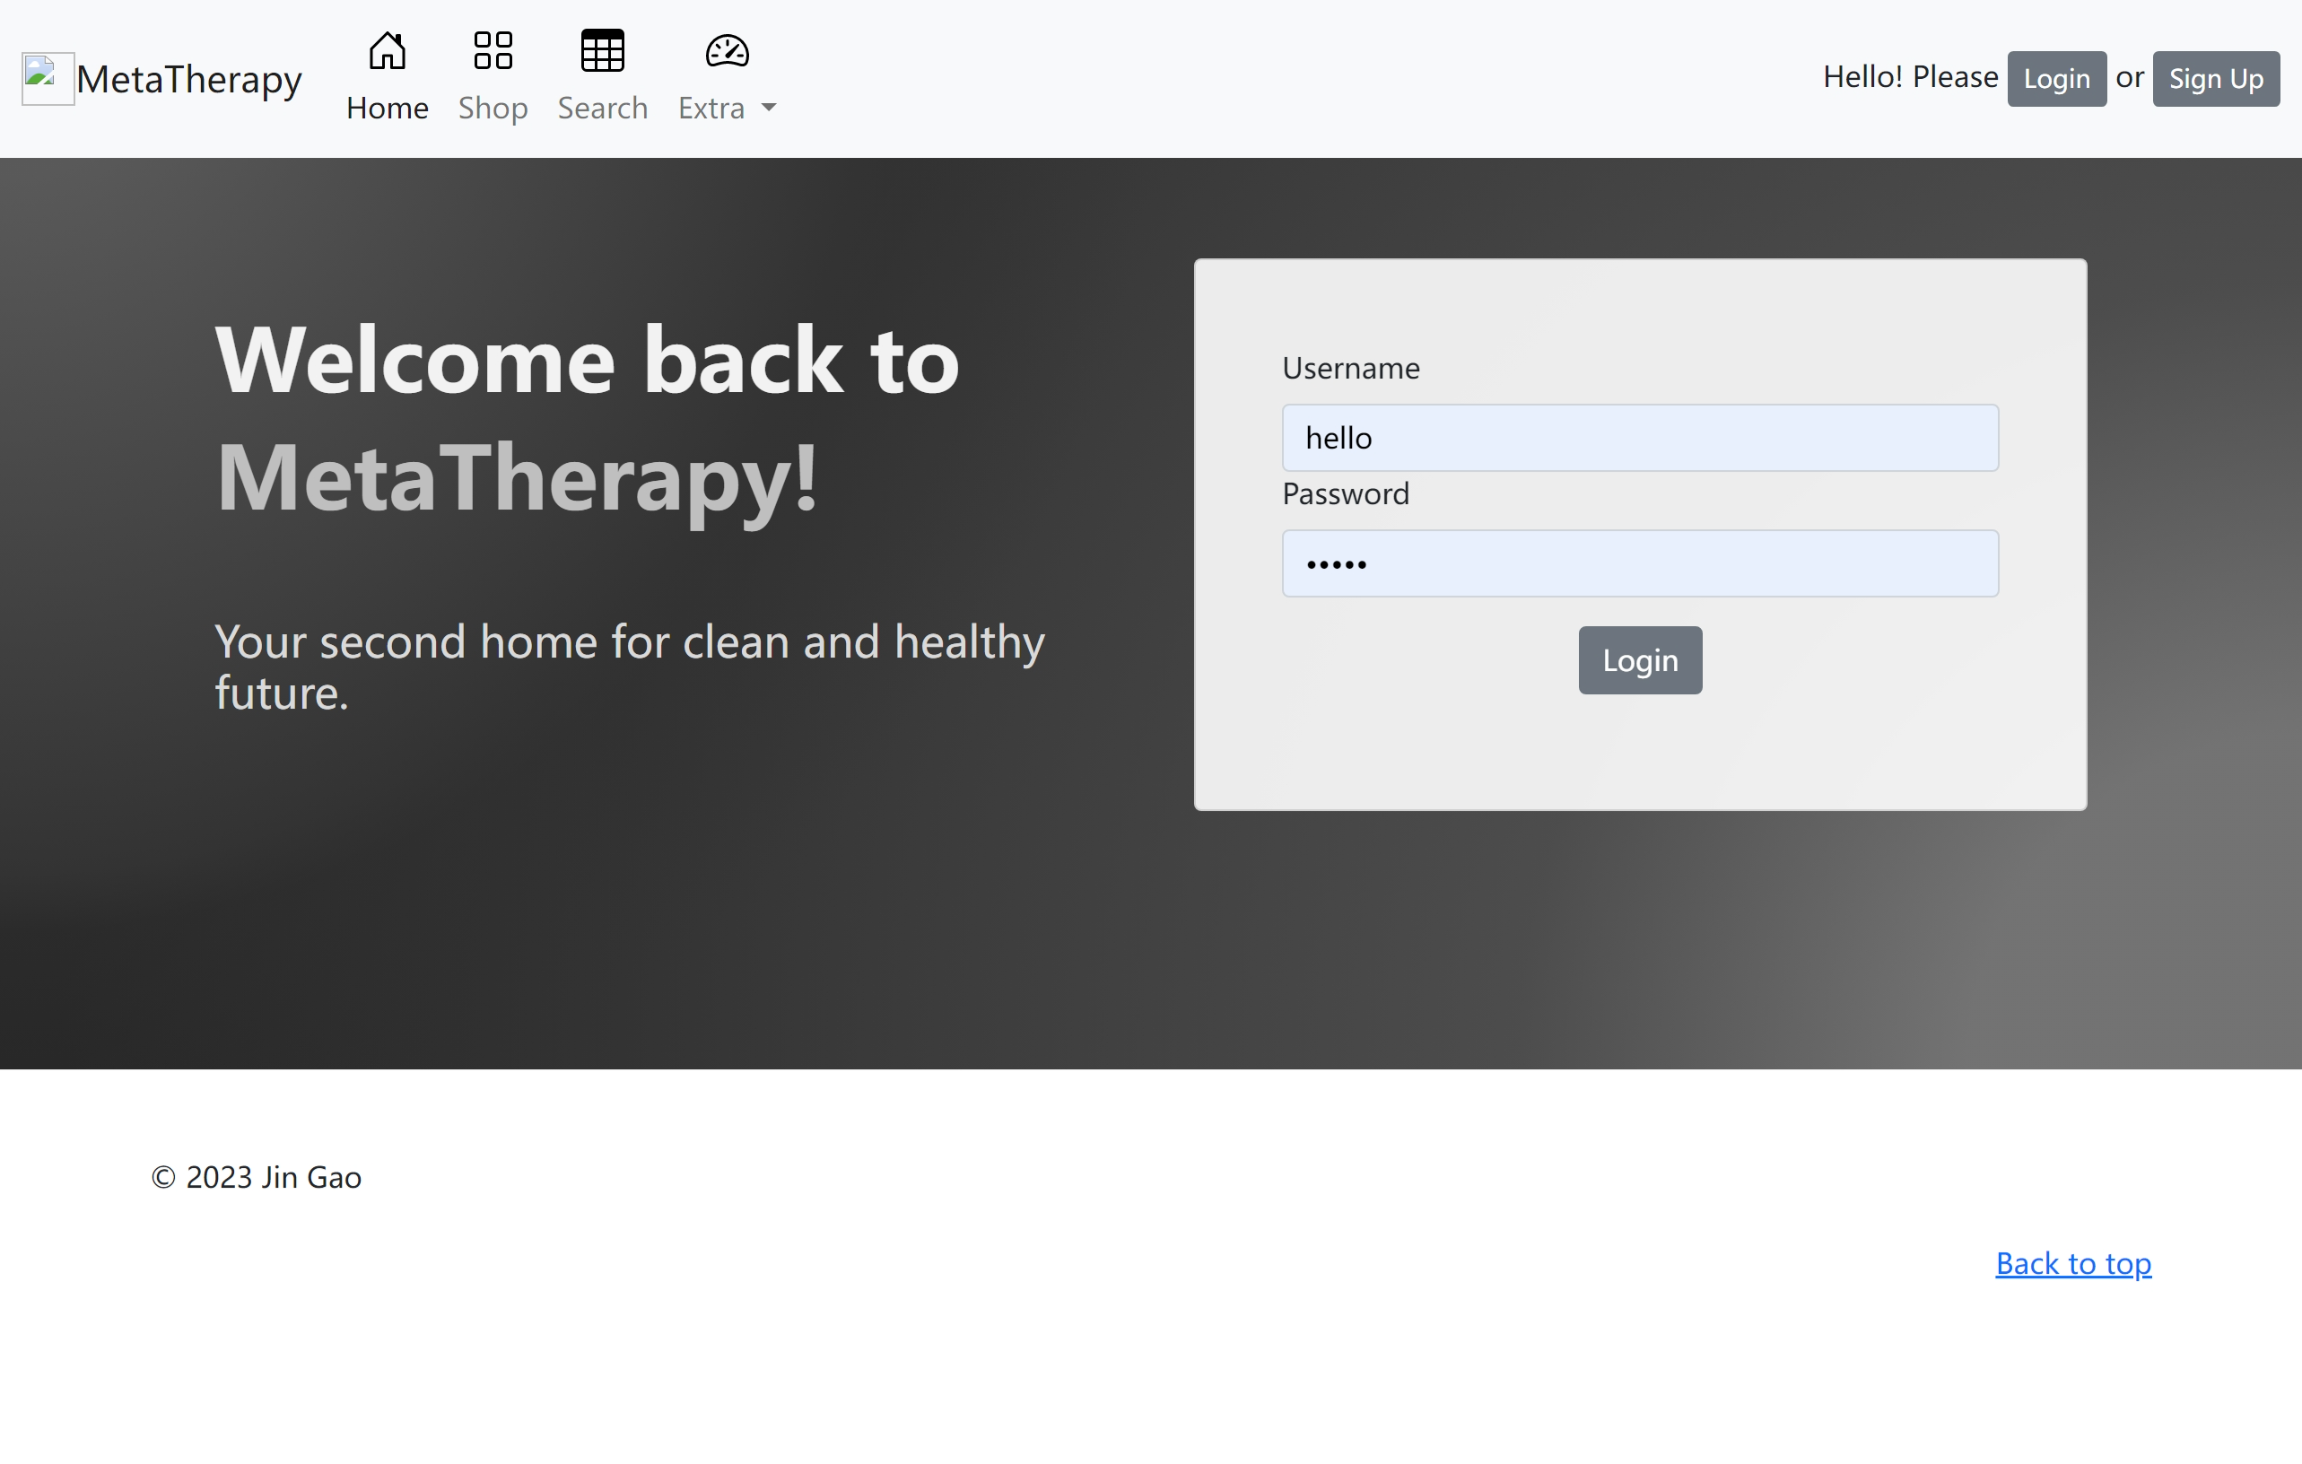 MetaTherapy
Home Shop Search Extra
Hello! Please Login or Sign Up
Welcome back to
MetaTherapy!
Your second home for clean and healthy
future.
Username
hello
Password
•••••
Login
© 2023 Jin Gao
Back to top